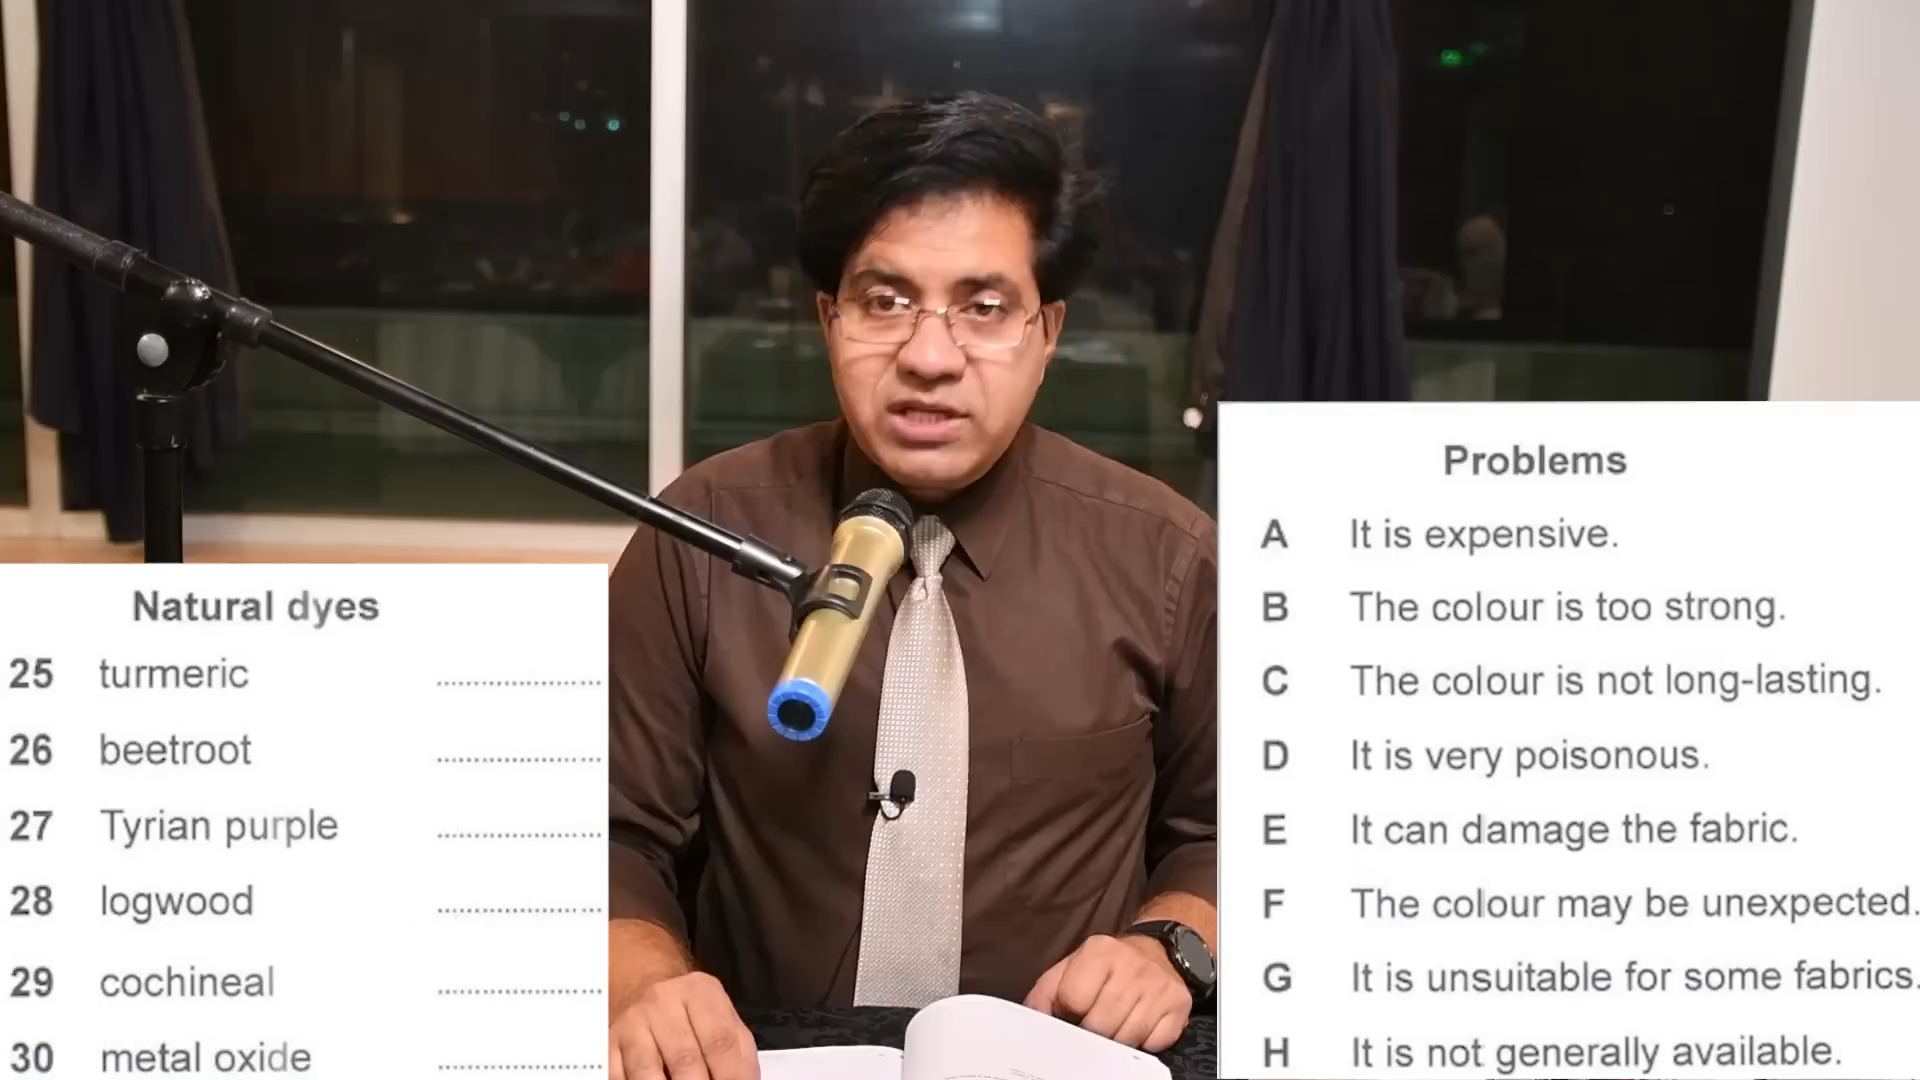 Natural dyes
25 turmeric ....................
26 beetroot ....................
27 Tyrian purple ....................
28 logwood ....................
29 cochineal ....................
30 metal oxide ....................
Problems
A It is expensive.
B The colour is too strong.
C The colour is not long-lasting.
D It is very poisonous.
E It can damage the fabric.
F The colour may be unexpected.
G It is unsuitable for some fabrics.
H It is not generally available.